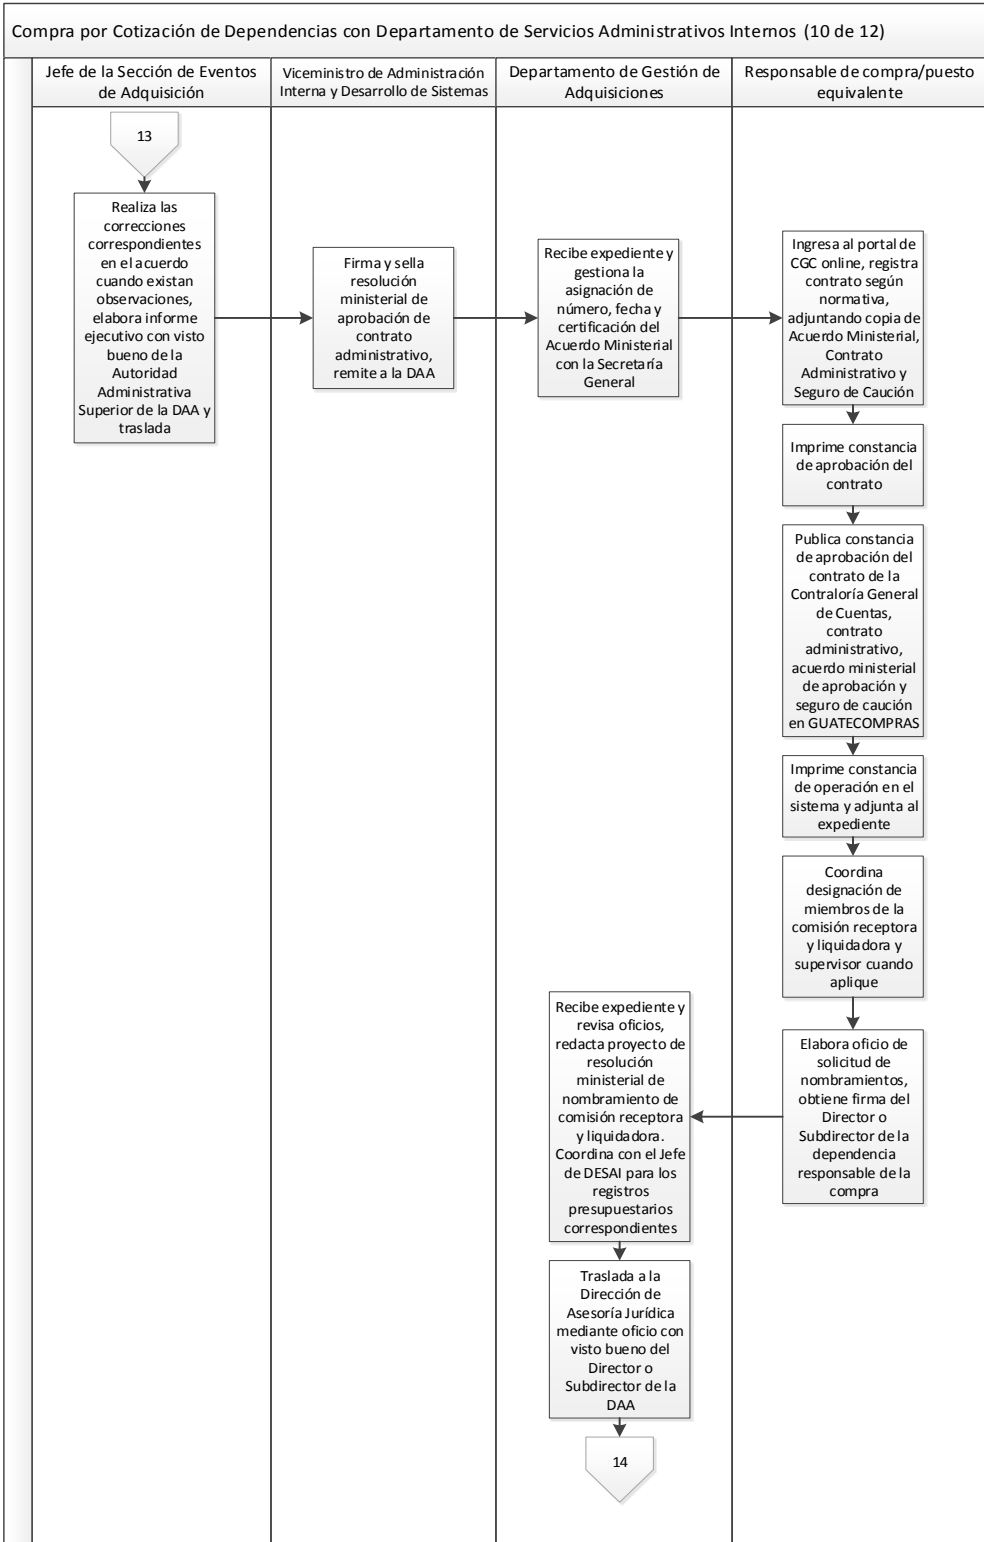 Compra por Cotización de Dependencias con Departamento de Servicios Administrativos Internos (10 de 12)
Jefe de la Sección de Eventos
de Adquisición
Viceministro de Administración
Interna y Desarrollo de Sistemas
Departamento de Gestión de
Adquisiciones
Responsable de compra/puesto
equivalente
13
Realiza las
correcciones
correspondientes
en el acuerdo
cuando existan
observaciones,
elabora informe
ejecutivo con visto
bueno de la
Autoridad
Administrativa
Superior de la DAA y
traslada
Firma y sella
resolución
ministerial de
aprobación de
contrato
administrativo,
remite a la DAA
Recibe expediente y
gestiona la
asignación de
número, fecha y
certificación del
Acuerdo Ministerial
con la Secretaría
General
Ingresa al portal de
CGC online, registra
contrato según
normativa,
adjuntando copia de
Acuerdo Ministerial,
Contrato
Administrativo y
Seguro de Caución
Imprime constancia
de aprobación del
contrato
Publica constancia
de aprobación del
contrato de la
Contraloría General
de Cuentas,
contrato
administrativo,
acuerdo ministerial
de aprobación y
seguro de caución
en GUATECOMPRAS
Imprime constancia
de operación en el
sistema y adjunta al
expediente
Coordina
designación de
miembros de la
comisión receptora
y liquidadora y
supervisor cuando
aplique
Elabora oficio de
solicitud de
nombramientos,
obtiene firma del
Director o
Subdirector de la
dependencia
responsable de la
compra
Recibe expediente y
revisa oficios,
redacta proyecto de
resolución
ministerial de
nombramiento de
comisión receptora
y liquidadora.
Coordina con el Jefe
de DESAI para los
registros
presupuestarios
correspondientes
Traslada a la
Dirección de
Asesoría Jurídica
mediante oficio con
visto bueno del
Director o
Subdirector de la
DAA
14